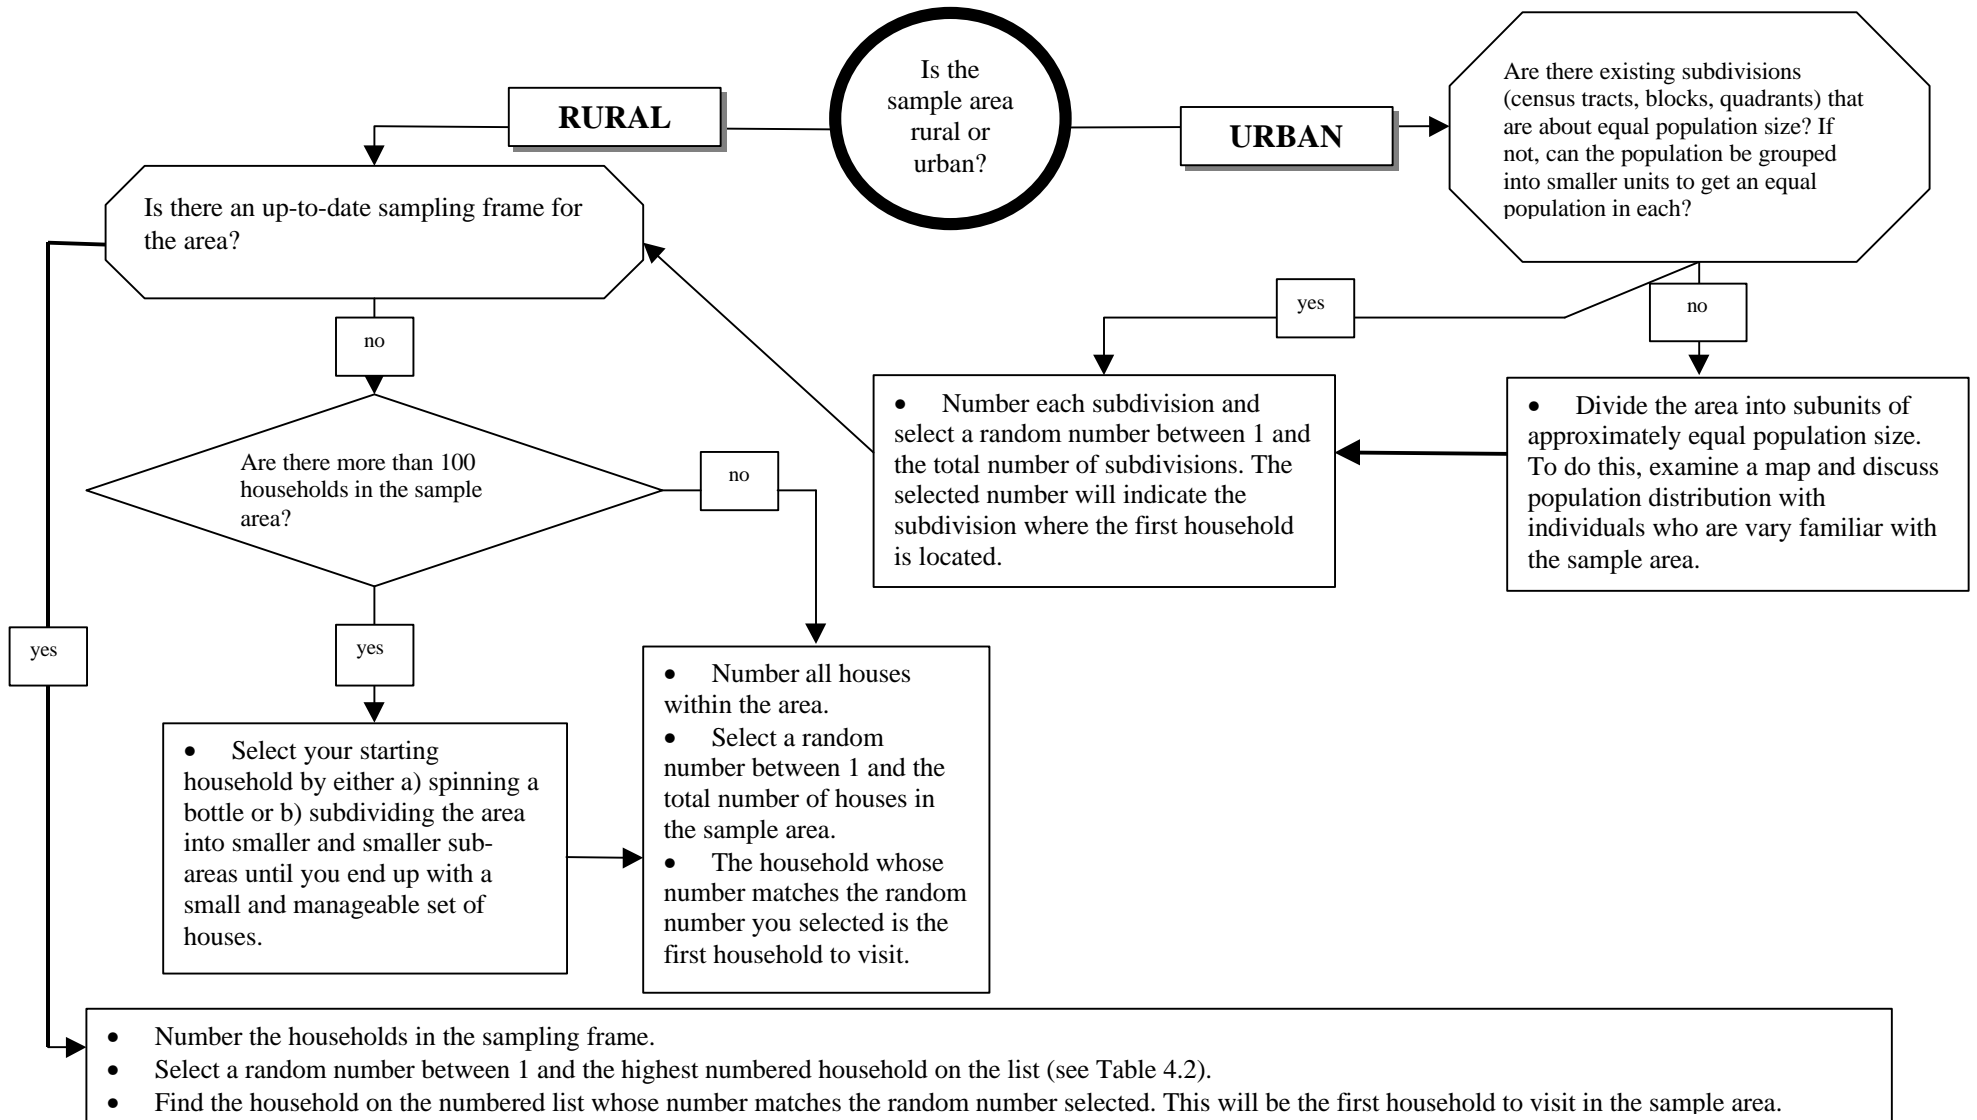 Is the
sample area
rural or
urban?
RURAL
URBAN
Are there existing subdivisions
(census tracts, blocks, quadrants) that
are about equal population size? If
not, can the population be grouped
into smaller units to get an equal
population in each?
Is there an up-to-date sampling frame for
the area?
yes
no
no
Are there more than 100
households in the sample
area?
no
• Number each subdivision and
select a random number between 1 and
the total number of subdivisions. The
selected number will indicate the
subdivision where the first household
is located.
• Divide the area into subunits of
approximately equal population size.
To do this, examine a map and discuss
population distribution with
individuals who are vary familiar with
the sample area.
yes
yes
• Select your starting
household by either a) spinning a
bottle or b) subdividing the area
into smaller and smaller sub-
areas until you end up with a
small and manageable set of
houses.
• Number all houses
within the area.
• Select a random
number between 1 and the
total number of houses in
the sample area.
• The household whose
number matches the random
number you selected is the
first household to visit.
• Number the households in the sampling frame.
• Select a random number between 1 and the highest numbered household on the list (see Table 4.2).
• Find the household on the numbered list whose number matches the random number selected. This will be the first household to visit in the sample area.